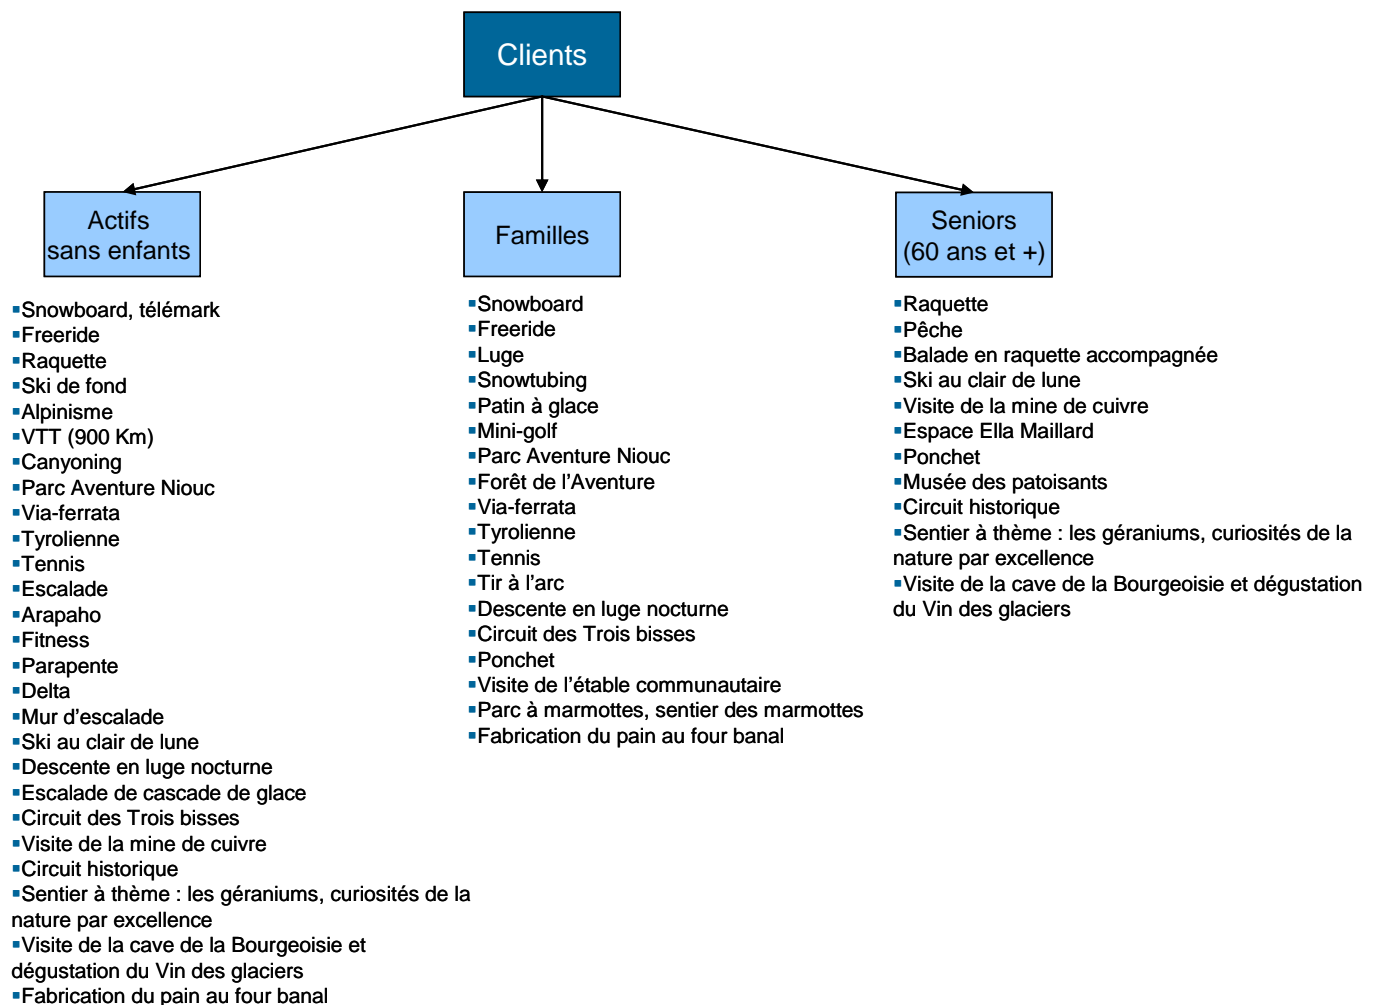 Clients
Actifs
sans enfants
Familles
Seniors
(60 ans et +)
▪Snowboard, télémark
▪Freeride
▪Raquette
▪Ski de fond
▪Alpinisme
▪VTT (900 Km)
▪Canyoning
▪Parc Aventure Niouc
▪Via-ferrata
▪Tyrolienne
▪Tennis
▪Escalade
▪Arapaho
▪Fitness
▪Parapente
▪Delta
▪Mur d’escalade
▪Ski au clair de lune
▪Descente en luge nocturne
▪Escalade de cascade de glace
▪Circuit des Trois bisses
▪Visite de la mine de cuivre
▪Circuit historique
▪Sentier à thème : les géraniums, curiosités de la
nature par excellence
▪Visite de la cave de la Bourgeoisie et
dégustation du Vin des glaciers
▪Fabrication du pain au four banal
▪Snowboard
▪Freeride
▪Luge
▪Snowtubing
▪Patin à glace
▪Mini-golf
▪Parc Aventure Niouc
▪Forêt de l’Aventure
▪Via-ferrata
▪Tyrolienne
▪Tennis
▪Tir à l’arc
▪Descente en luge nocturne
▪Circuit des Trois bisses
▪Ponchet
▪Visite de l’étable communautaire
▪Parc à marmottes, sentier des marmottes
▪Fabrication du pain au four banal
▪Raquette
▪Pêche
▪Balade en raquette accompagnée
▪Ski au clair de lune
▪Visite de la mine de cuivre
▪Espace Ella Maillard
▪Ponchet
▪Musée des patoisants
▪Circuit historique
▪Sentier à thème : les géraniums, curiosités de la
nature par excellence
▪Visite de la cave de la Bourgeoisie et dégustation
du Vin des glaciers